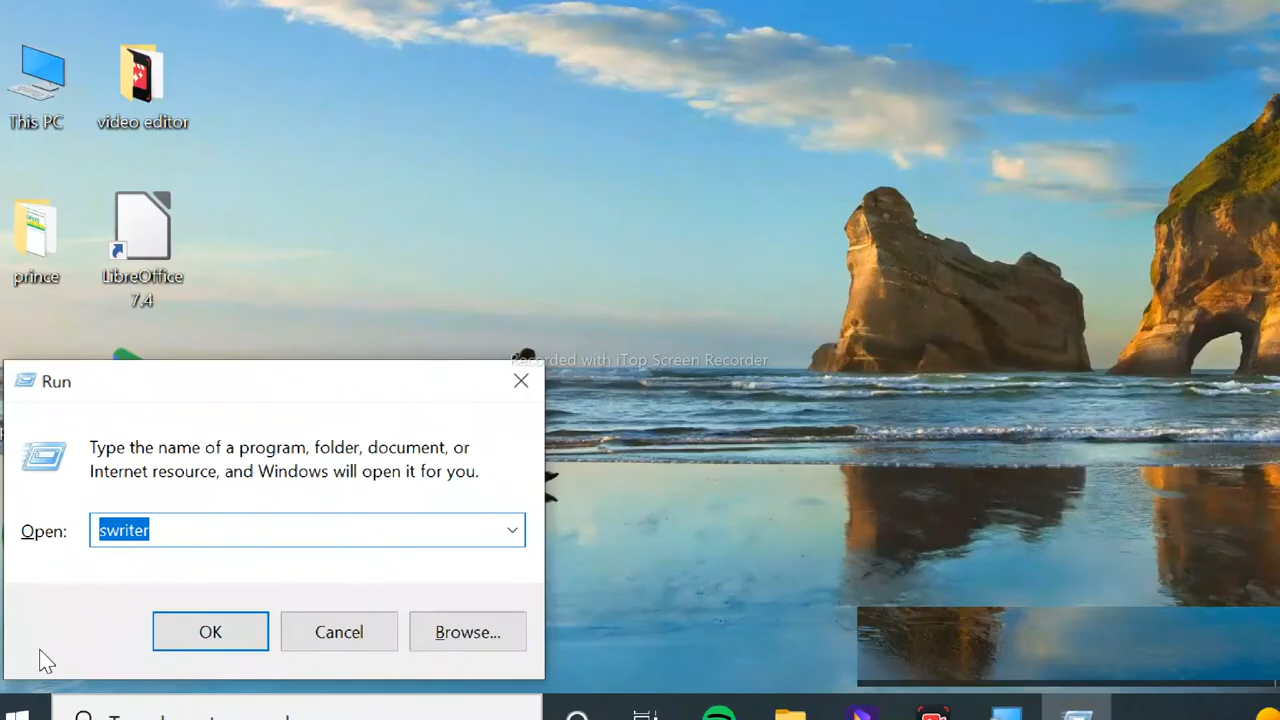 This PC
video editor
prince
LibreOffice
7.4
Recorded with iTop Screen Recorder
Run
Type the name of a program, folder, document, or
Internet resource, and Windows will open it for you.
Open:
swriter
OK
Cancel
Browse...